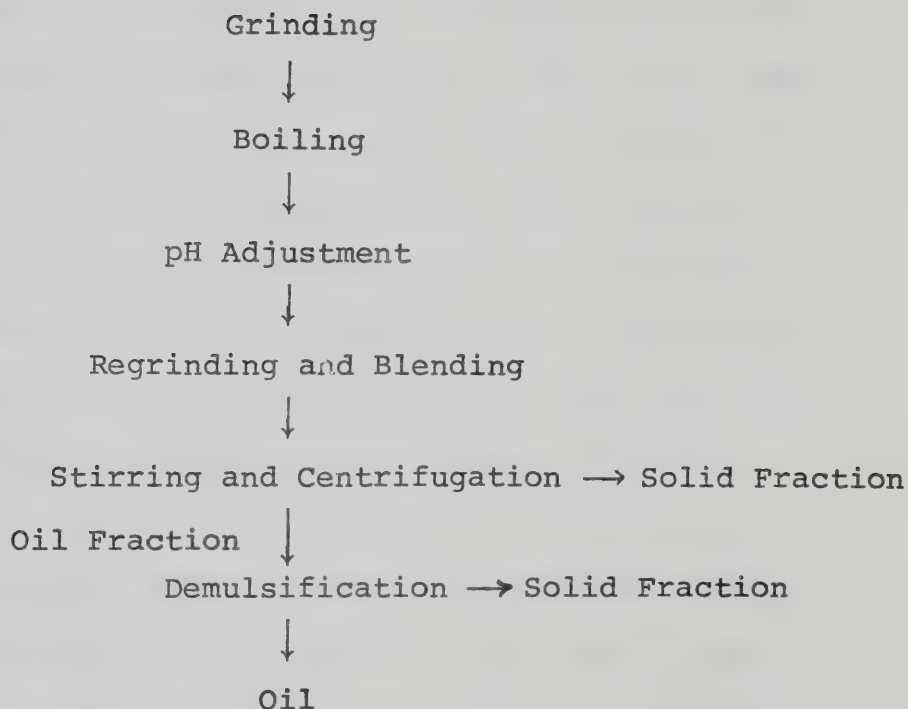 Grinding
↓
Boiling
↓
pH Adjustment
↓
Regrinding and Blending
↓
Stirring and Centrifugation → Solid Fraction
Oil Fraction ↓
Demulsification → Solid Fraction
↓
Oil